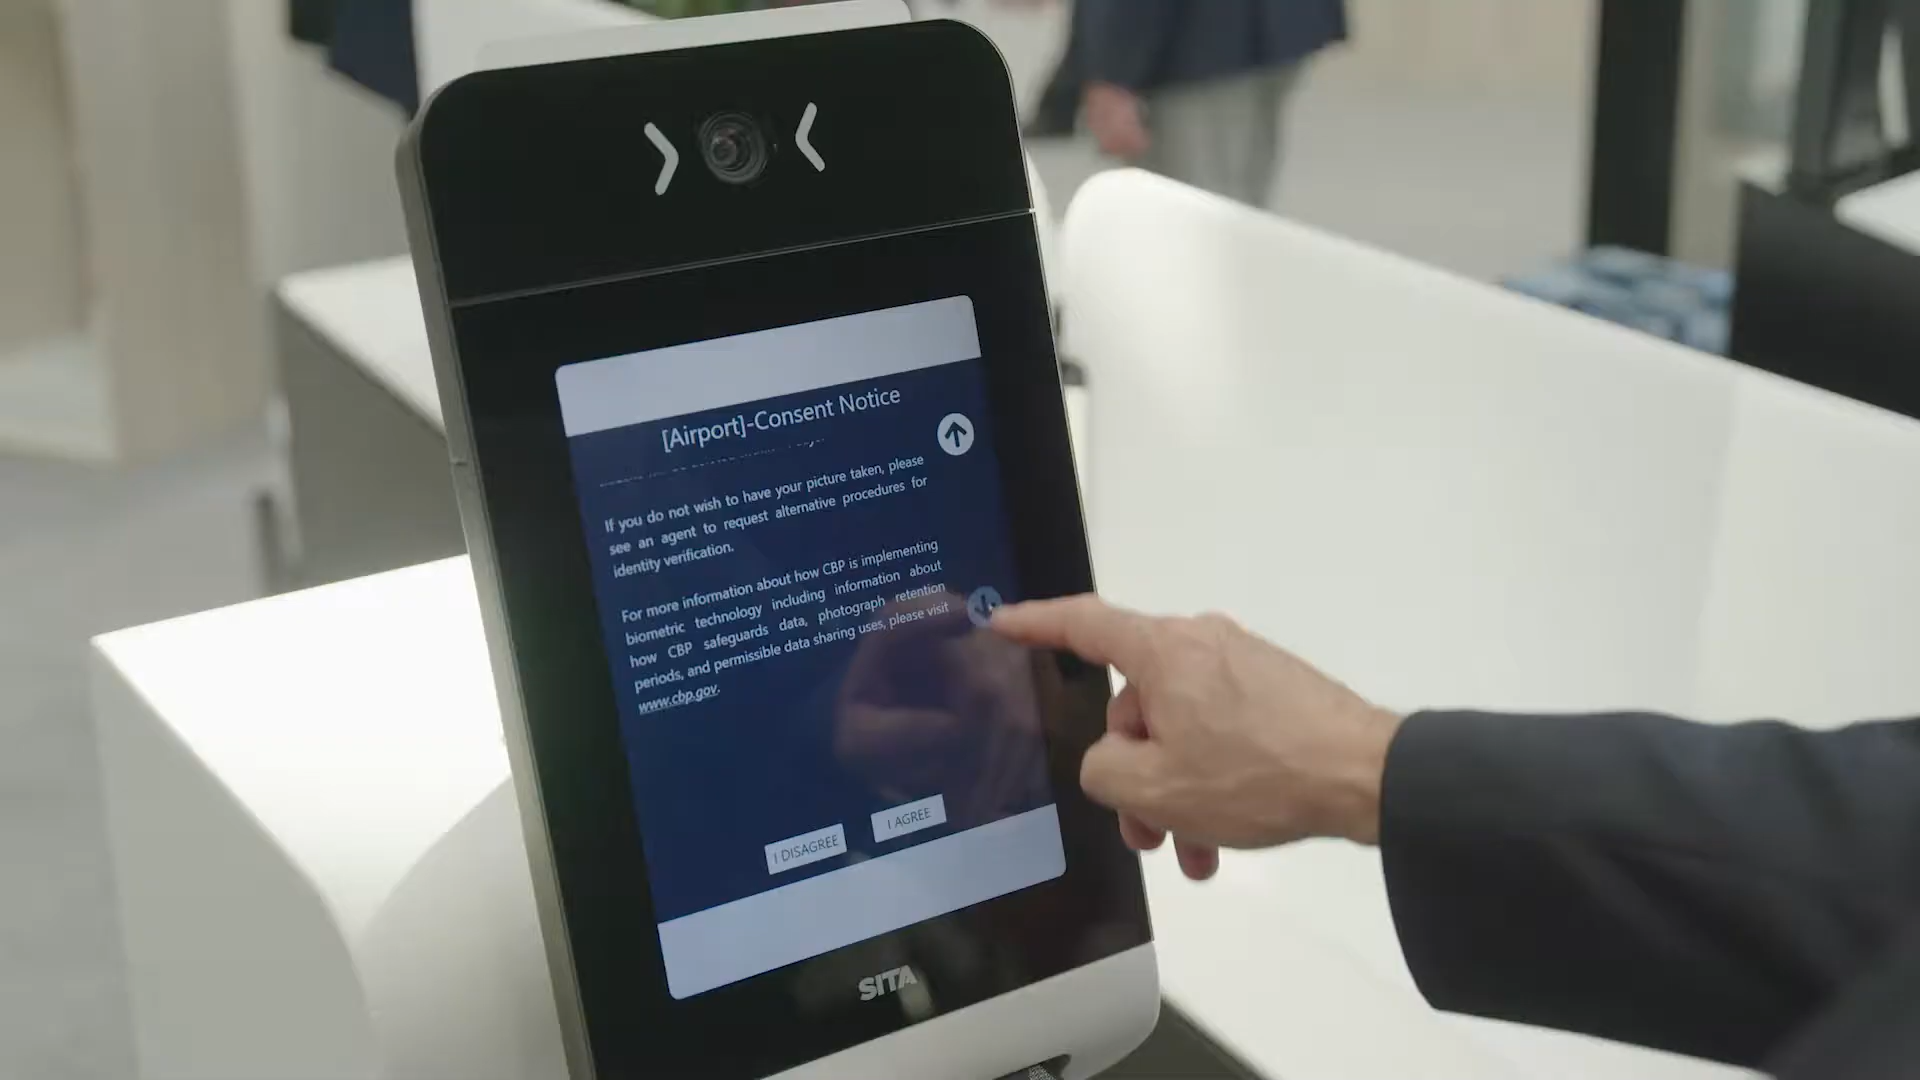 [Airport]-Consent Notice
If you do not wish to have your picture taken, please
see an agent to request alternative procedures for
identity verification.
For more information about how CBP is implementing
biometric technology including information about
how CBP safeguards data, photograph retention
periods, and permissible data sharing uses, please visit
www.cbp.gov.
I DISAGREE
I AGREE
SITA